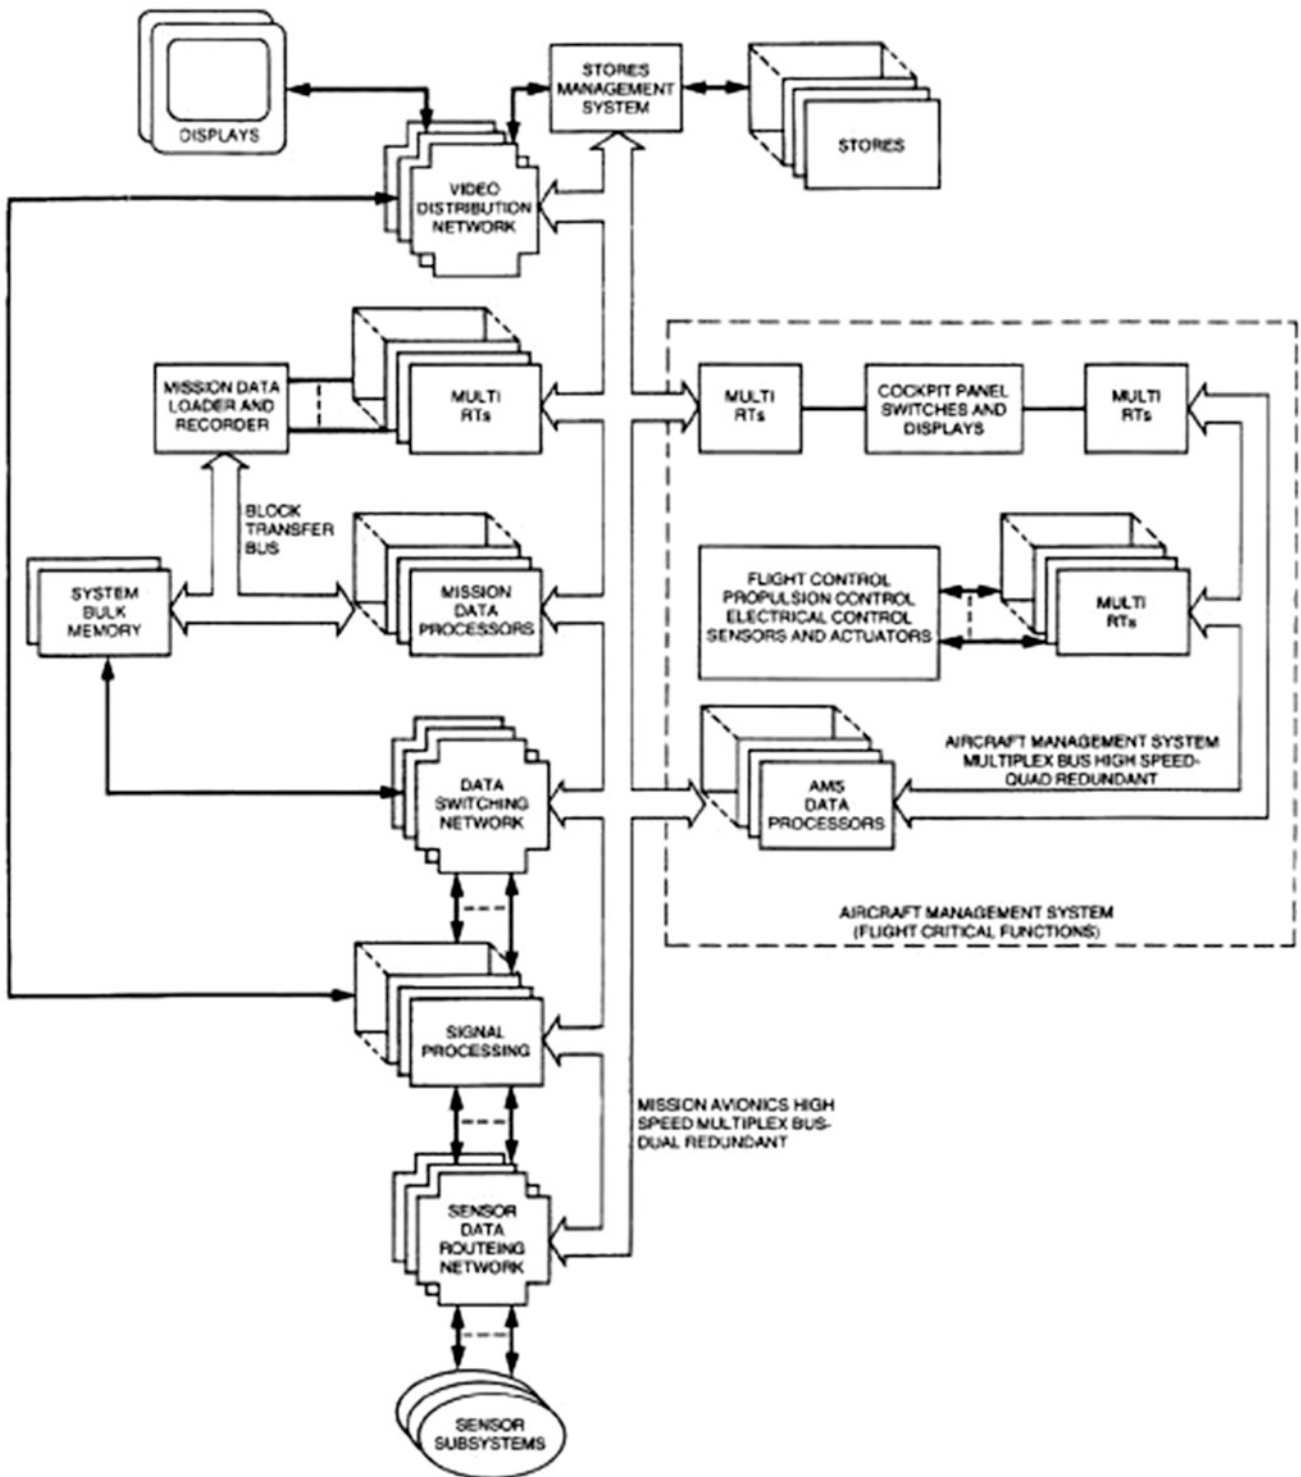 DISPLAYS
STORES
MANAGEMENT
SYSTEM
STORES
VIDEO
DISTRIBUTION
NETWORK
MISSION DATA
LOADER AND
RECORDER
MULTI
RTs
MULTI
RTs
COCKPIT PANEL
SWITCHES AND
DISPLAYS
MULTI
RTs
BLOCK
TRANSFER
BUS
SYSTEM
BULK
MEMORY
MISSION
DATA
PROCESSORS
FLIGHT CONTROL
PROPULSION CONTROL
ELECTRICAL CONTROL
SENSORS AND ACTUATORS
MULTI
RTs
DATA
SWITCHING
NETWORK
AMS
DATA
PROCESSORS
AIRCRAFT MANAGEMENT SYSTEM
MULTIPLEX BUS HIGH SPEED-
QUAD REDUNDANT
AIRCRAFT MANAGEMENT SYSTEM
(FLIGHT CRITICAL FUNCTIONS)
SIGNAL
PROCESSING
MISSION AVIONICS HIGH
SPEED MULTIPLEX BUS-
DUAL REDUNDANT
SENSOR
DATA
ROUTEING
NETWORK
SENSOR
SUBSYSTEMS